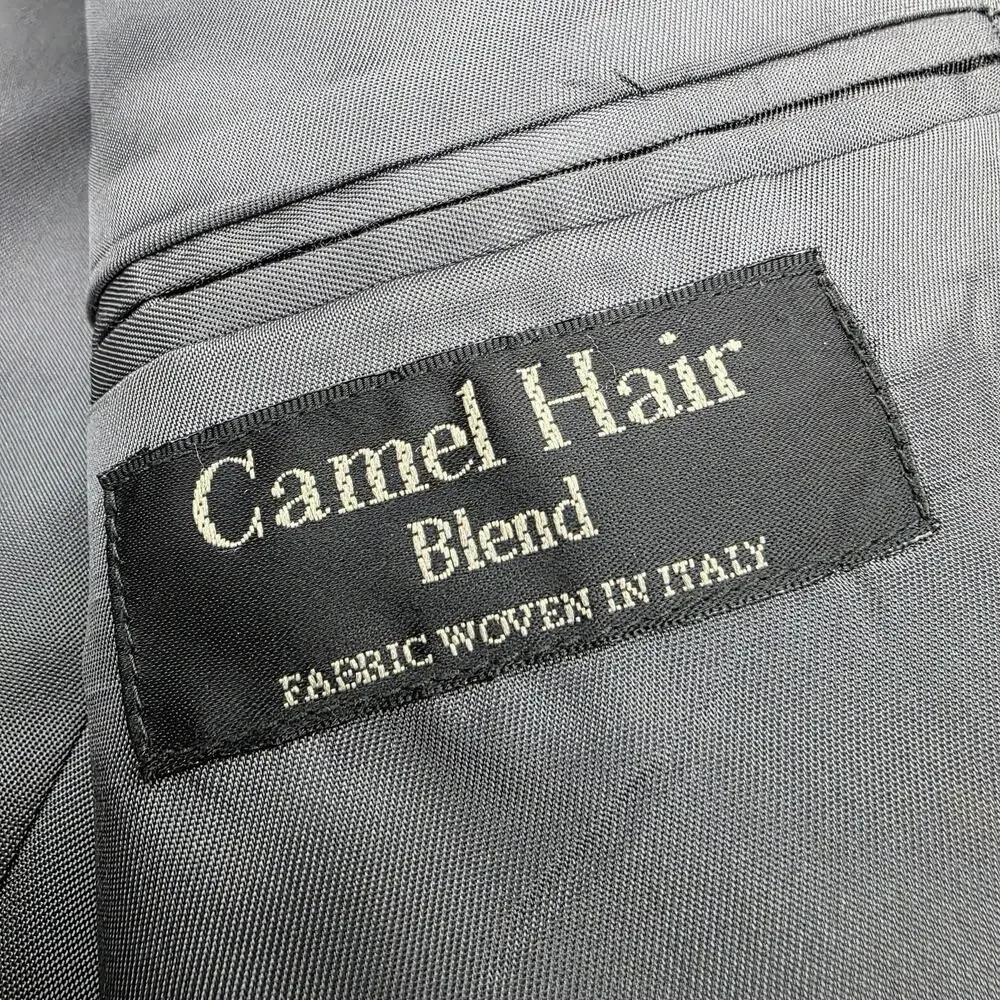 Camel Hair
Blend
FABRIC WOVEN IN ITALY